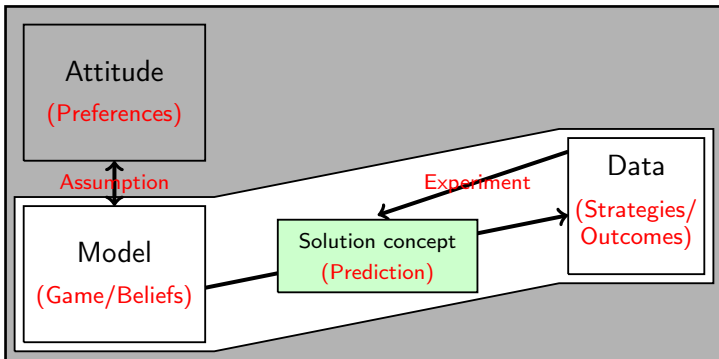 Attitude
(Preferences)
Assumption
Model
(Game/Beliefs)
Solution concept
(Prediction)
Experiment
Data
(Strategies/
Outcomes)